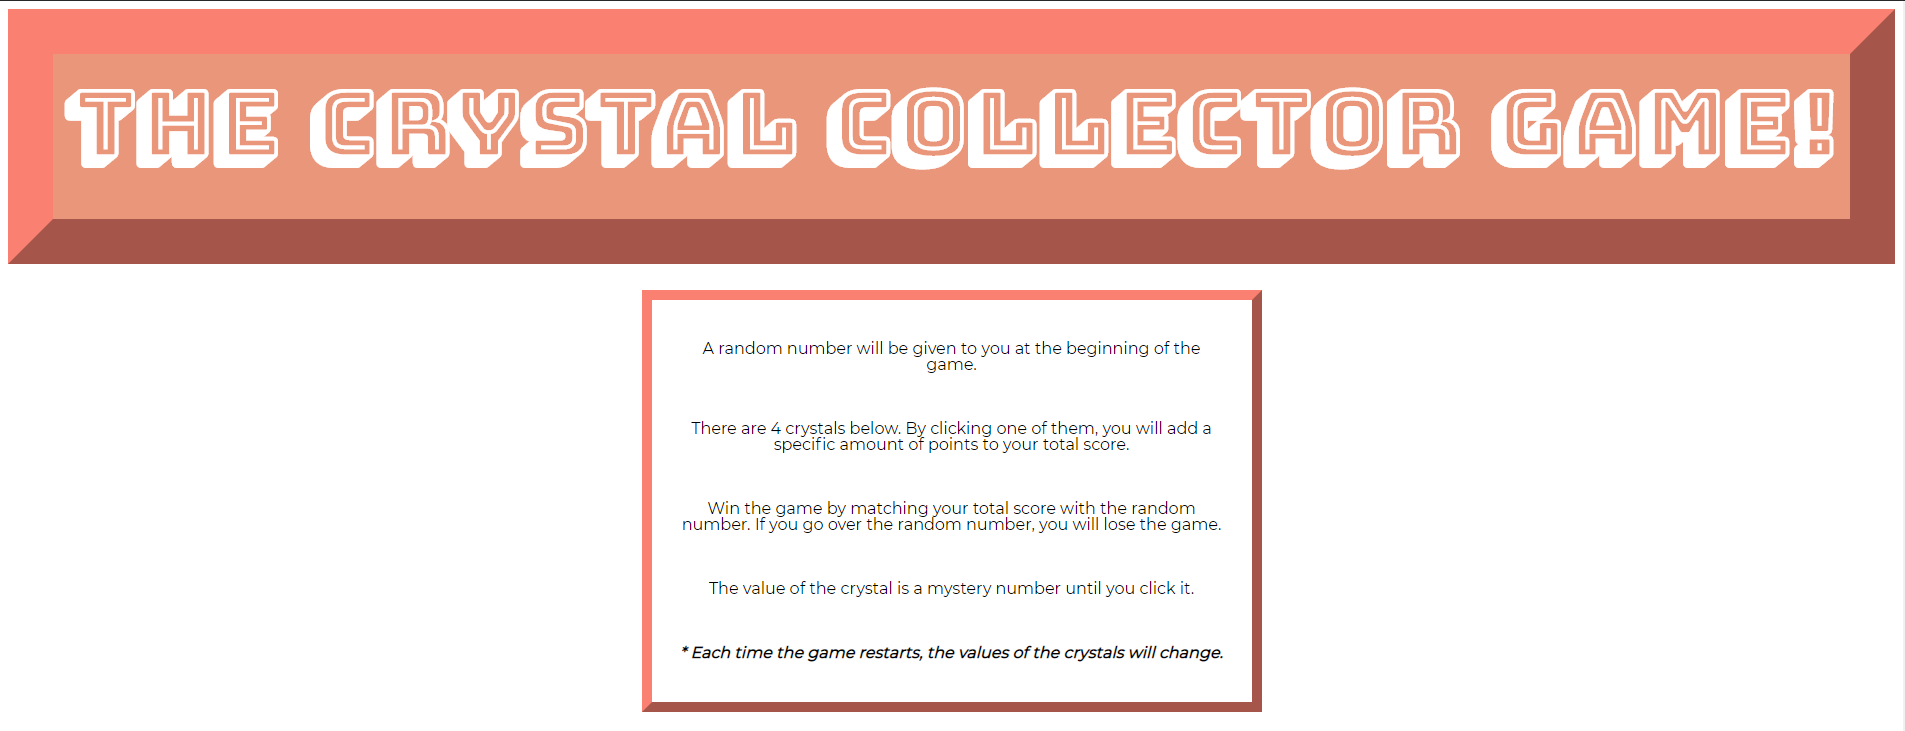 THE CRYSTAL COLLECTOR GAME!
A random number will be given to you at the beginning of the
game.
There are 4 crystals below. By clicking one of them, you will add a
specific amount of points to your total score.
Win the game by matching your total score with the random
number. If you go over the random number, you will lose the game.
The value of the crystal is a mystery number until you click it.
* Each time the game restarts, the values of the crystals will change.